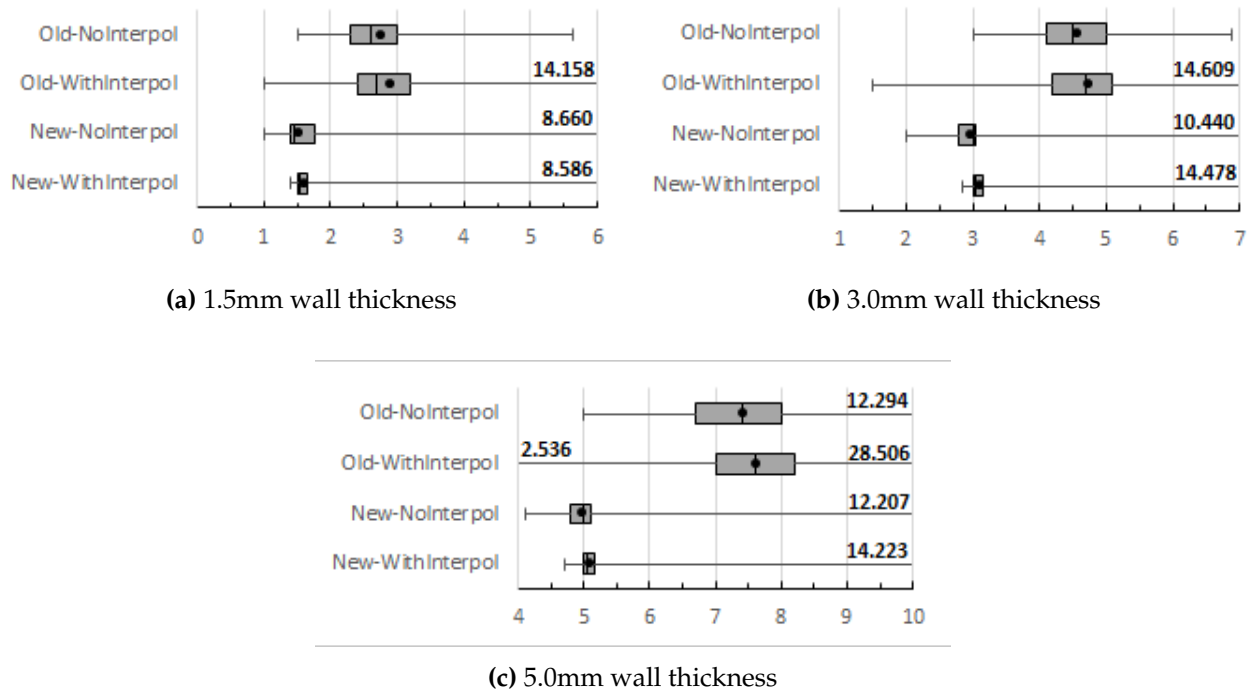 Old-NoInterpol
Old-WithInterpol 14.158
New-NoInterpol 8.660
New-WithInterpol 8.586
0 1 2 3 4 5 6
(a) 1.5mm wall thickness
Old-NoInterpol
Old-WithInterpol 14.609
New-NoInterpol 10.440
New-WithInterpol 14.478
1 2 3 4 5 6 7
(b) 3.0mm wall thickness
Old-NoInterpol 12.294
Old-WithInterpol 2.536 28.506
New-NoInterpol 12.207
New-WithInterpol 14.223
4 5 6 7 8 9 10
(c) 5.0mm wall thickness